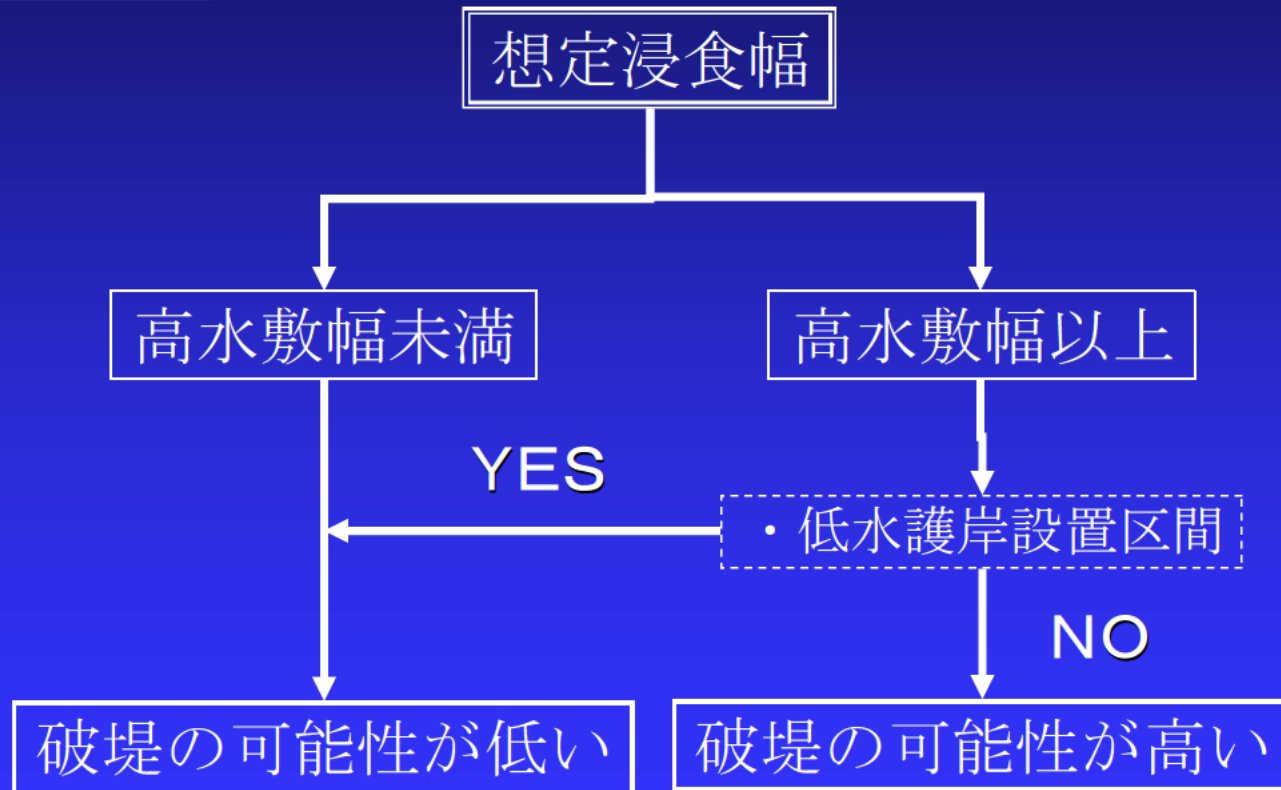 想定浸食幅
高水敷幅未満
高水敷幅以上
YES
・低水護岸設置区間
NO
破堤の可能性が低い
破堤の可能性が高い